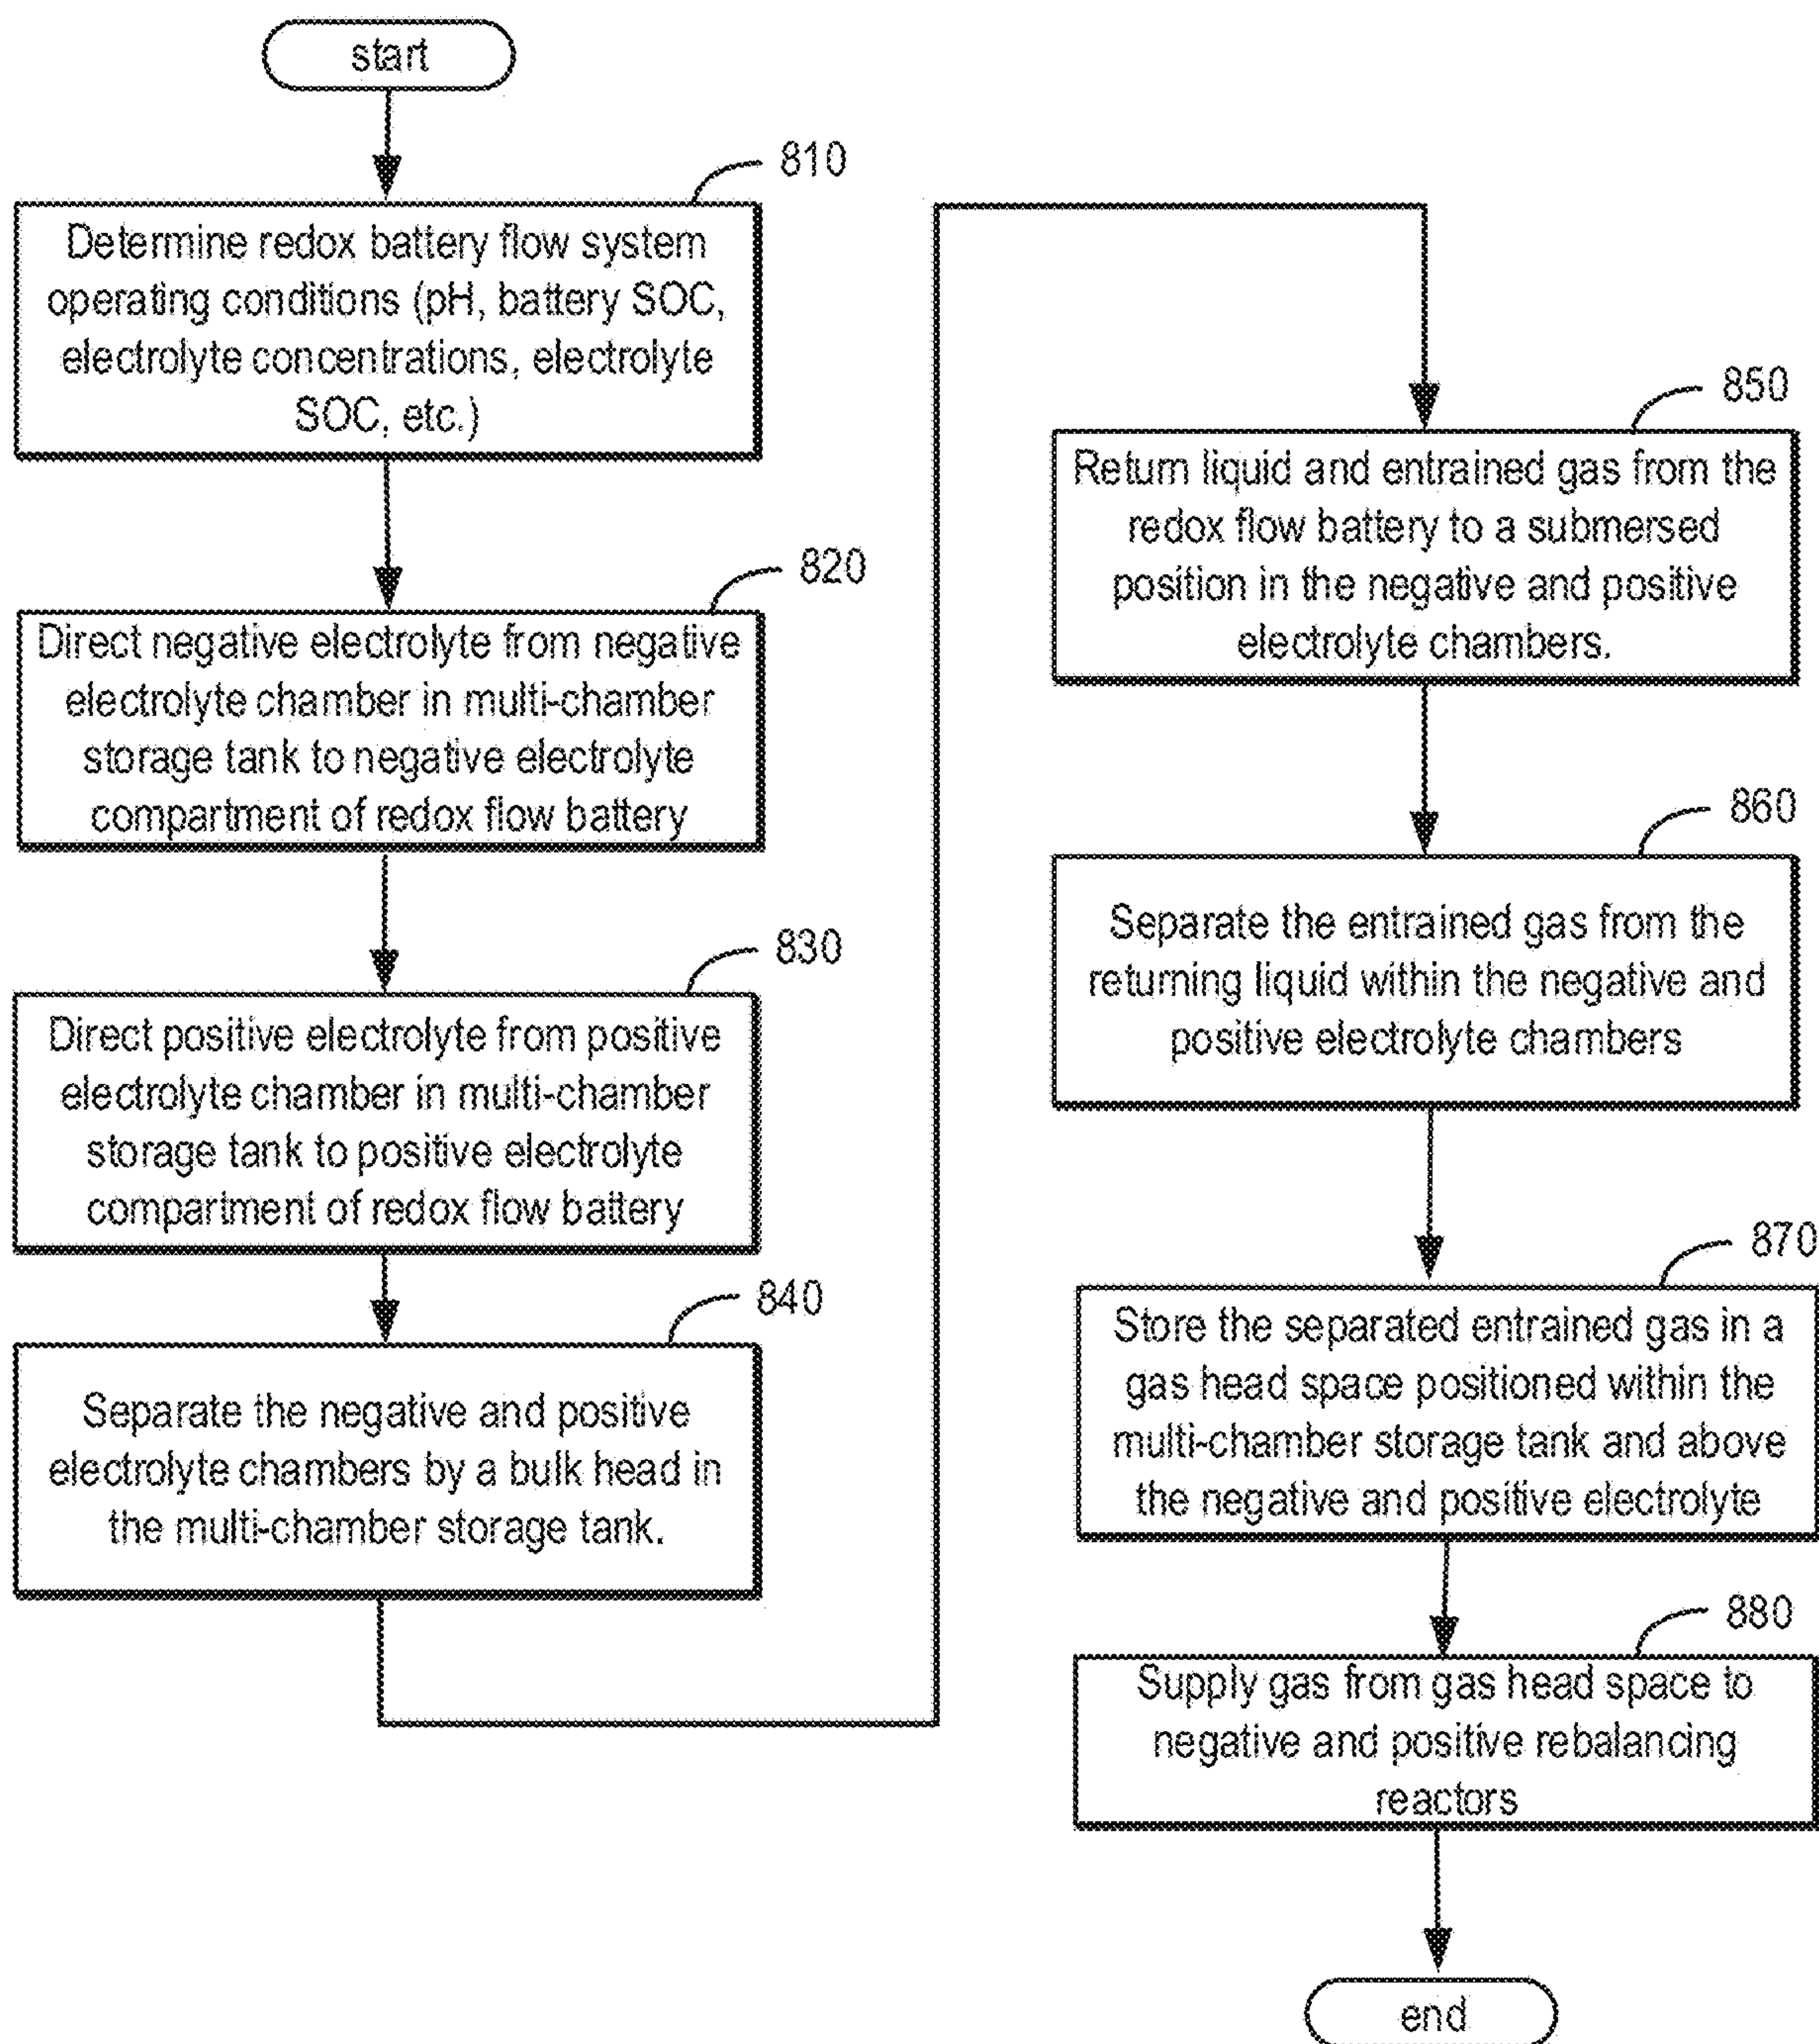 start
810
Determine redox battery flow system
operating conditions (pH, battery SOC,
electrolyte concentrations, electrolyte
SOC, etc.)
820
Direct negative electrolyte from negative
electrolyte chamber in multi-chamber
storage tank to negative electrolyte
compartment of redox flow battery
830
Direct positive electrolyte from positive
electrolyte chamber in multi-chamber
storage tank to positive electrolyte
compartment of redox flow battery
840
Separate the negative and positive
electrolyte chambers by a bulk head in
the multi-chamber storage tank.
850
Return liquid and entrained gas from the
redox flow battery to a submersed
position in the negative and positive
electrolyte chambers.
860
Separate the entrained gas from the
returning liquid within the negative and
positive electrolyte chambers
870
Store the separated entrained gas in a
gas head space positioned within the
multi-chamber storage tank and above
the negative and positive electrolyte
880
Supply gas from gas head space to
negative and positive rebalancing
reactors
end